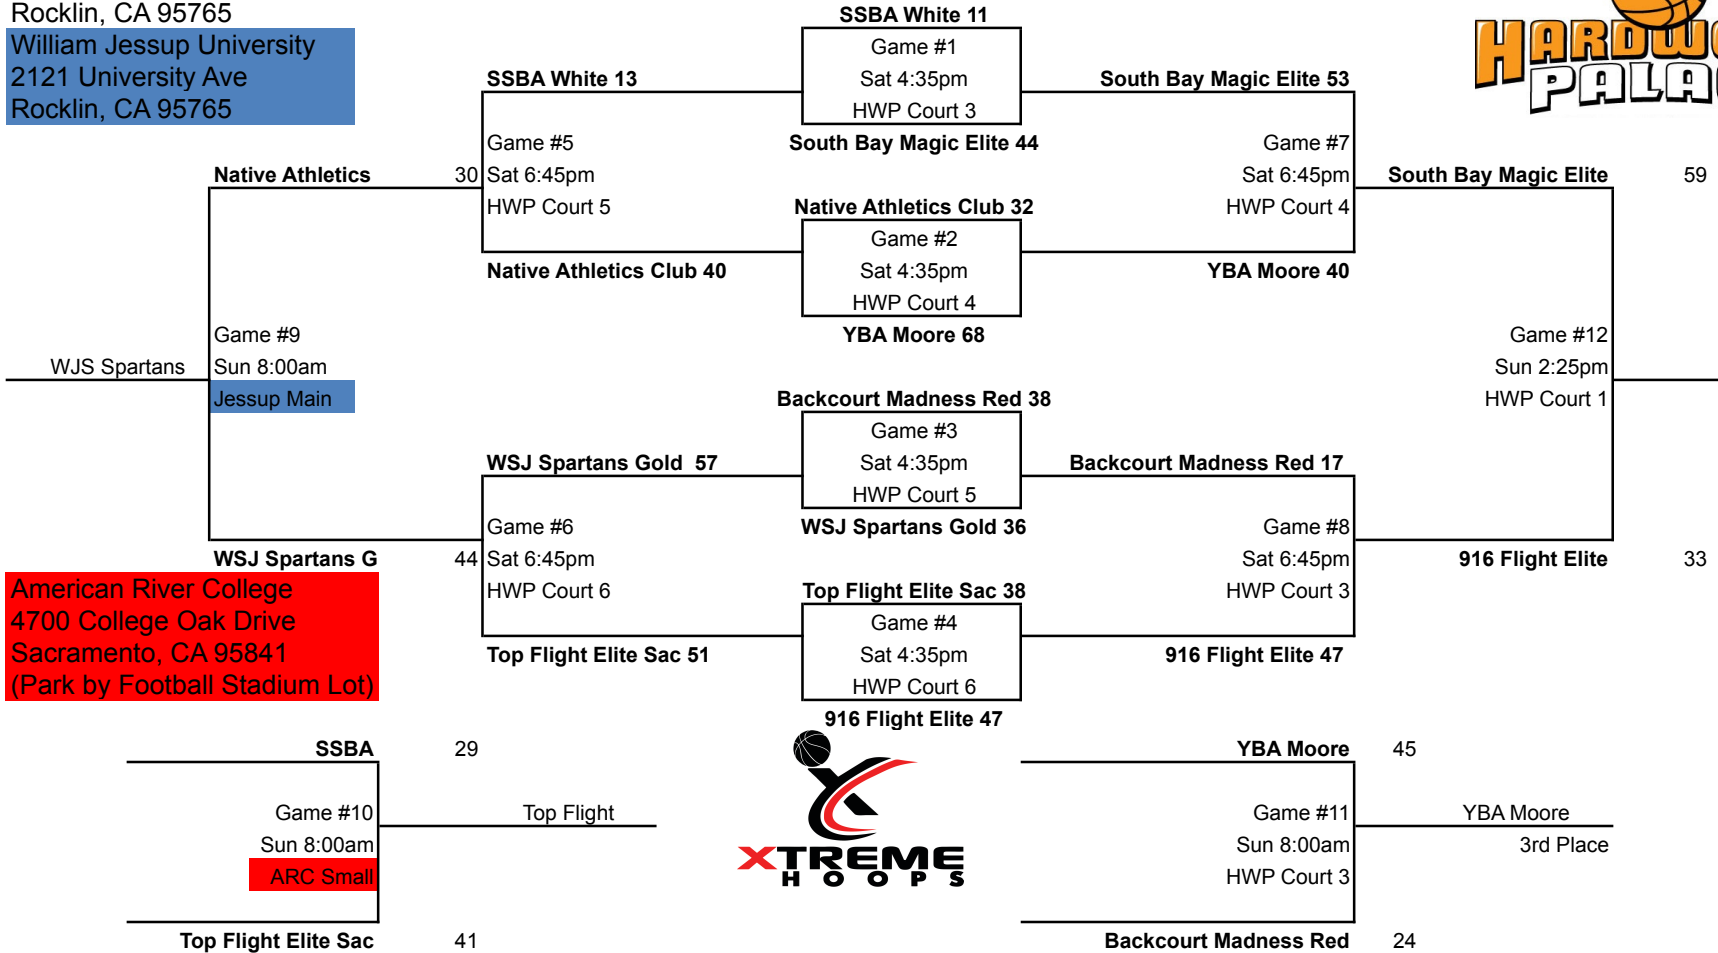 Rocklin, CA 95765
William Jessup University
2121 University Ave
Rocklin, CA 95765
SSBA White 11
Game #1
Sat 4:35pm
HWP Court 3
South Bay Magic Elite 44
SSBA White 13
Game #5
Sat 6:45pm
HWP Court 5
Native Athletics Club 40
South Bay Magic Elite 53
Game #7
Sat 6:45pm
HWP Court 4
YBA Moore 40
Native Athletics 30
South Bay Magic Elite 59
Native Athletics Club 32
Game #2
Sat 4:35pm
HWP Court 4
YBA Moore 68
Game #9
WJS Spartans Sun 8:00am
Jessup Main
Game #12
Sun 2:25pm
HWP Court 1
Backcourt Madness Red 38
Game #3
Sat 4:35pm
HWP Court 5
WSJ Spartans Gold 36
WSJ Spartans Gold 57
Game #6
Sat 6:45pm
HWP Court 6
Top Flight Elite Sac 51
Backcourt Madness Red 17
Game #8
Sat 6:45pm
HWP Court 3
916 Flight Elite 47
WSJ Spartans G 44
916 Flight Elite 33
American River College
4700 College Oak Drive
Sacramento, CA 95841
(Park by Football Stadium Lot)
Top Flight Elite Sac 38
Game #4
Sat 4:35pm
HWP Court 6
916 Flight Elite 47
SSBA 29
Game #10
Sun 8:00am
ARC Small
Top Flight
Top Flight Elite Sac 41
XTREME
HOOPS
YBA Moore 45
Game #11
Sun 8:00am
HWP Court 3
YBA Moore
3rd Place
Backcourt Madness Red 24